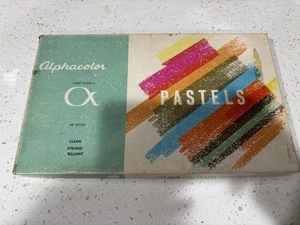 Alphacolor
α
PASTELS
CLEAN
STRONG
BRILLIANT